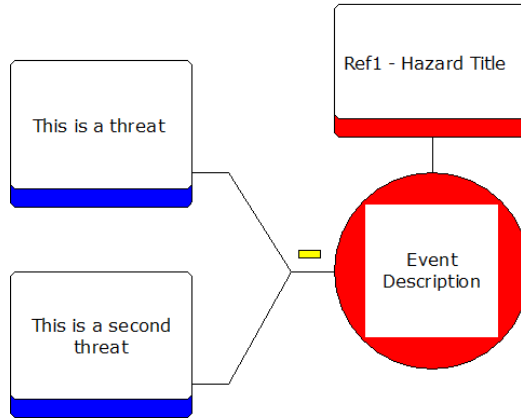 Ref1 - Hazard Title
This is a threat
Event
Description
This is a second
threat